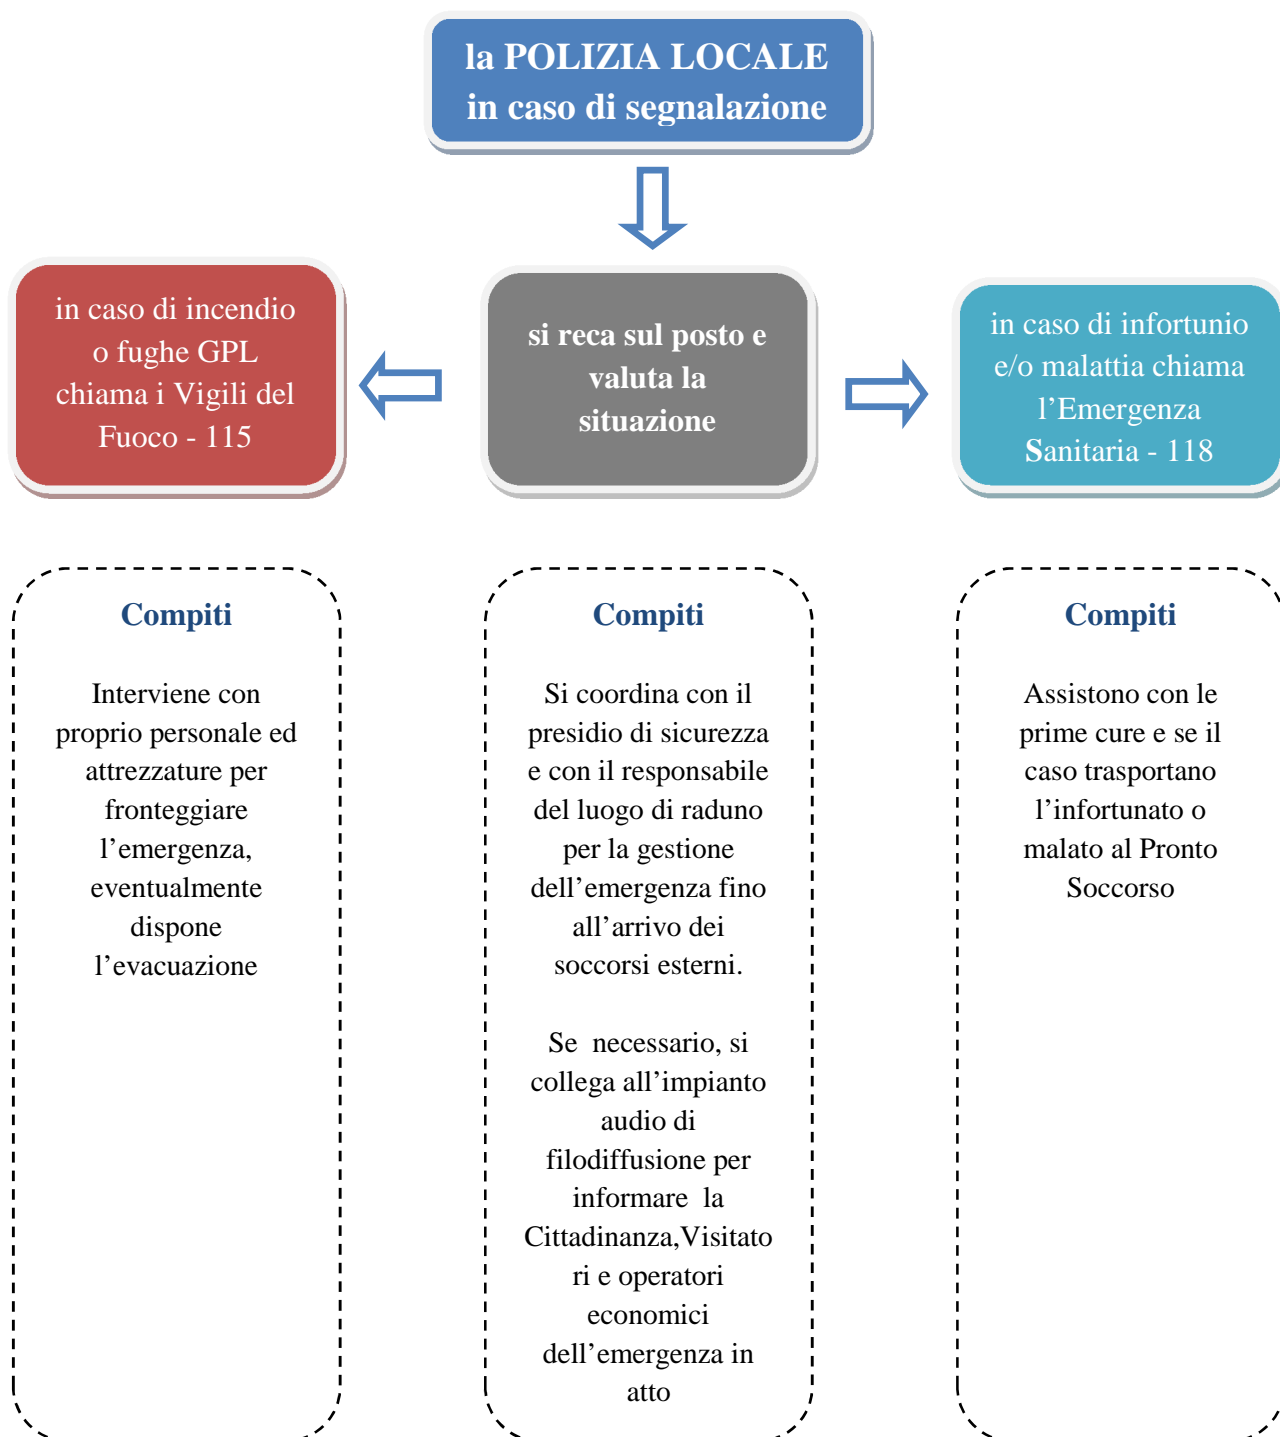 la POLIZIA LOCALE
in caso di segnalazione
in caso di incendio
o fughe GPL
chiama i Vigili del
Fuoco - 115
si reca sul posto e
valuta la
situazione
in caso di infortunio
e/o malattia chiama
l’Emergenza
Sanitaria - 118
Compiti
Interviene con
proprio personale ed
attrezzature per
fronteggiare
l’emergenza,
eventualmente
dispone
l’evacuazione
Compiti
Si coordina con il
presidio di sicurezza
e con il responsabile
del luogo di raduno
per la gestione
dell’emergenza fino
all’arrivo dei
soccorsi esterni.
Se  necessario, si
collega all’impianto
audio di
filodiffusione per
informare  la
Cittadinanza,Visitato
ri e operatori
economici
dell’emergenza in
atto
Compiti
Assistono con le
prime cure e se il
caso trasportano
l’infortunato o
malato al Pronto
Soccorso